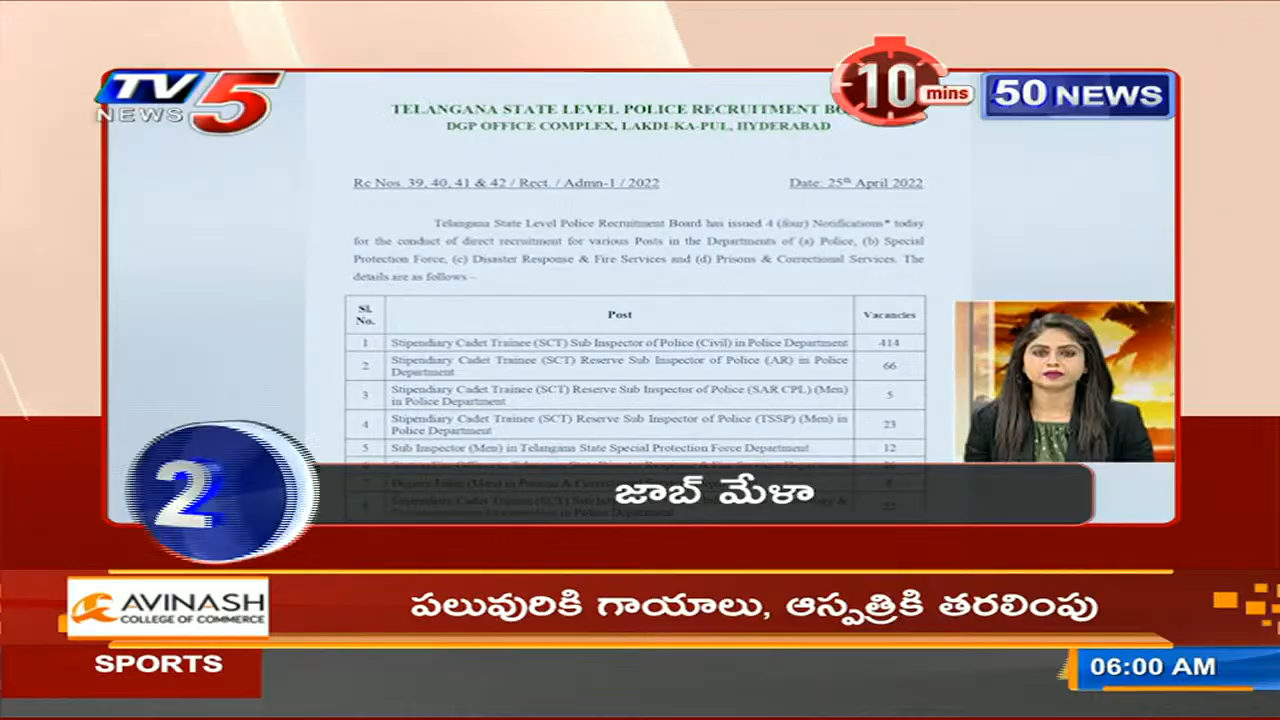 TV5
NEWS
10 mins
50 NEWS
TELANGANA STATE LEVEL POLICE RECRUITMENT
DGP OFFICE COMPLEX, LAKDI-KA-PUL, HYDERABAD
Rc Nos. 39, 40, 41 & 42 / Rect. / Admn-1 / 2022 Date: 25th April 2022
Telangana State Level Police Recruitment Board has issued 4 (four) Notifications* today
for the conduct of direct recruitment for various Posts in the Departments of (a) Police, (b) Special
Protection Force, (c) Disaster Response & Fire Services and (d) Prisons & Correctional Services. The
details are as follows –
Sl. No. Post Vacancies
1 Stipendiary Cadet Trainee (SCT) Sub Inspector of Police (Civil) in Police Department 414
2 Stipendiary Cadet Trainee (SCT) Reserve Sub Inspector of Police (AR) in Police
Department 66
3 Stipendiary Cadet Trainee (SCT) Reserve Sub Inspector of Police (SAR CPL) (Men)
in Police Department 5
4 Stipendiary Cadet Trainee (SCT) Reserve Sub Inspector of Police (TSSP) (Men) in
Police Department 23
5 Sub Inspector (Men) in Telangana State Special Protection Force Department 12
2
జాబ్ మేళా
AVINASH
COLLEGE OF COMMERCE
పలువురికి గాయాలు, ఆస్పత్రికి తరలింపు
SPORTS
06:00 AM